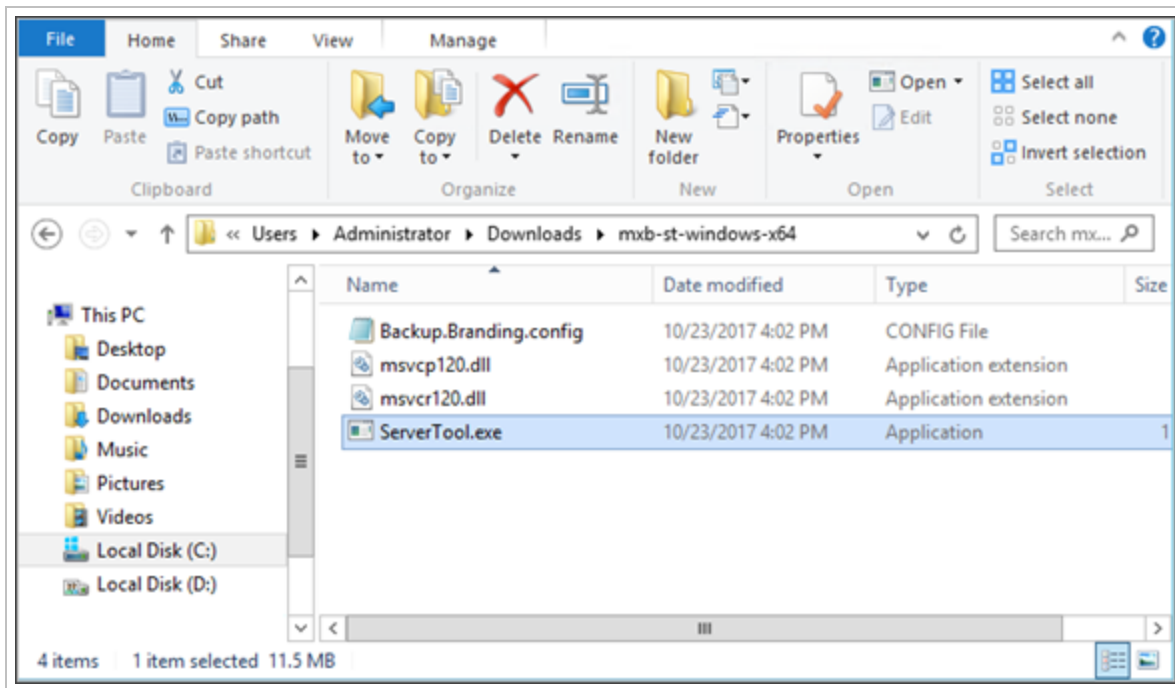 File Home Share View Manage
Cut
Copy path
Paste shortcut
Copy Paste
Move to
Copy to
Delete Rename
New folder
Properties
Open
Edit
Select all
Select none
Invert selection
Clipboard Organize New Open Select
« Users Administrator Downloads mxb-st-windows-x64 Search mx...
Name Date modified Type Size
This PC
Desktop
Documents
Downloads
Music
Pictures
Videos
Local Disk (C:)
Local Disk (D:)
Backup.Branding.config 10/23/2017 4:02 PM CONFIG File
msvcp120.dll 10/23/2017 4:02 PM Application extension
msvcr120.dll 10/23/2017 4:02 PM Application extension
ServerTool.exe 10/23/2017 4:02 PM Application 1
4 items 1 item selected 11.5 MB